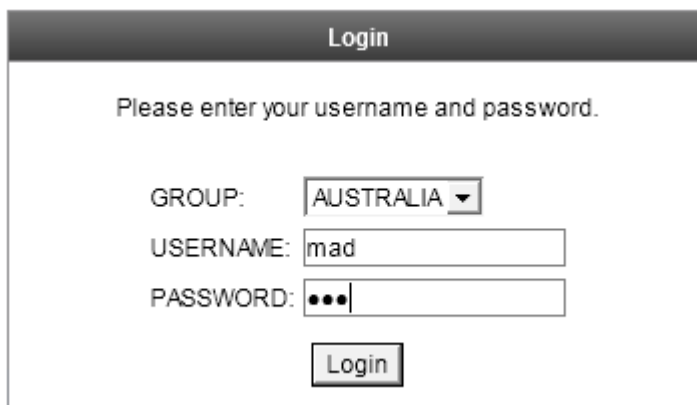 Login
Please enter your username and password.
GROUP: AUSTRALIA
USERNAME: mad
PASSWORD: •••
Login